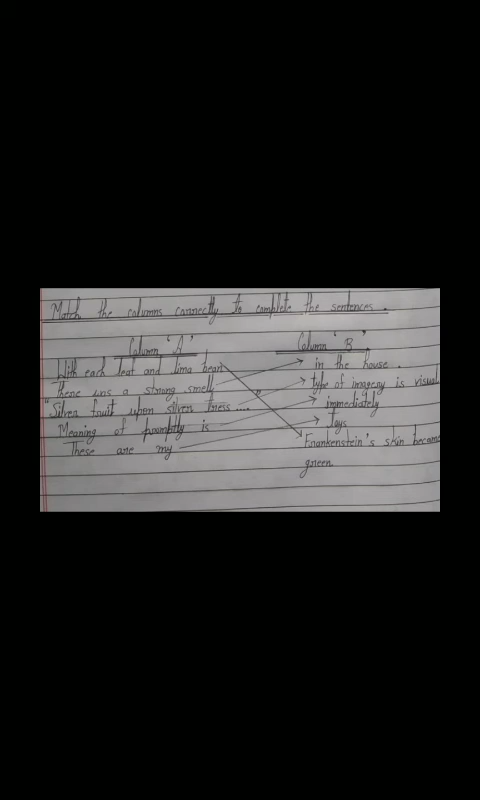 Match the columns correctly to complete the sentences.
Column "A" Column "B"
With each leaf and lima bean in the house.
there was a strong smell type of imagery is visual
"Silver fruit upon silver tress ...." immediately
Meaning of promptly is Toys
These are my Frankenstein's skin became
green.